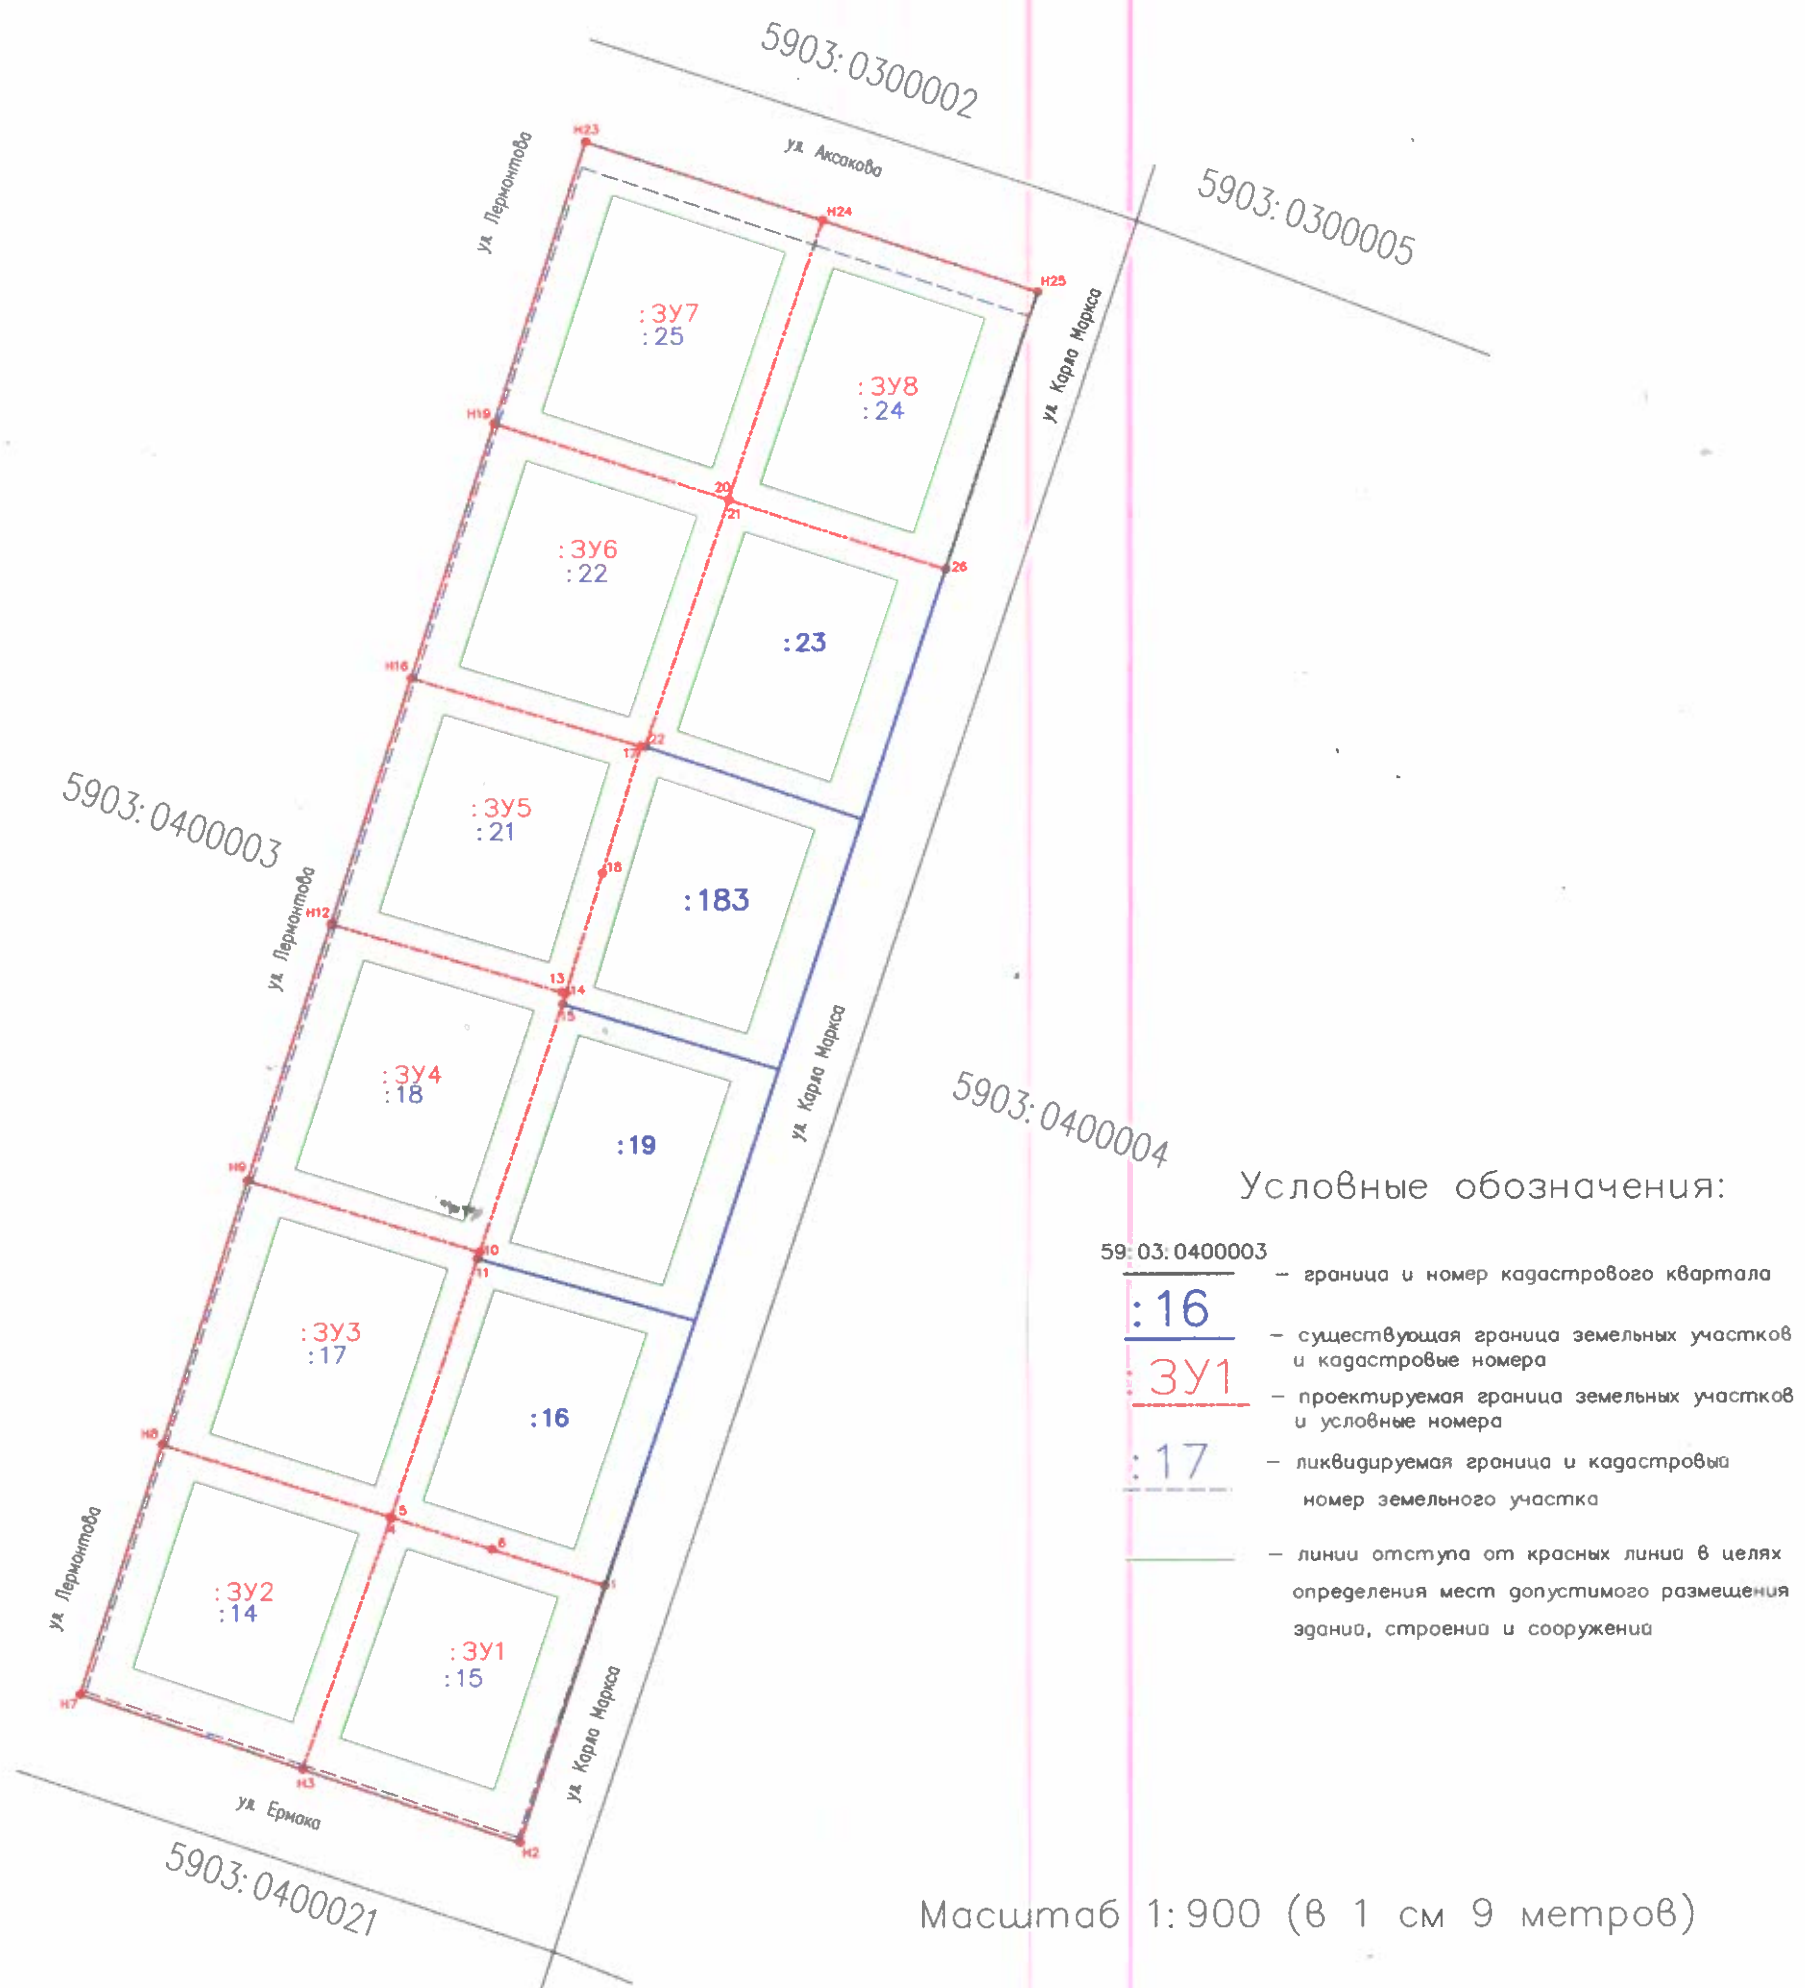 5903:0300002
ул. Аксакова
5903:0300005
ул. Лермонтова
н23
н24
н25
ул. Карла Маркса
:ЗУ7
:25
:ЗУ8
:24
н19
20
21
26
:ЗУ6
:22
:23
н16
22
17
5903:0400003
:ЗУ5
:21
18
:183
ул. Лермонтова
н12
13
14
15
ул. Карла Маркса
:ЗУ4
:18
:19
5903:0400004
н9
10
11
:ЗУ3
:17
:16
н8
5
4
6
1
ул. Лермонтова
:ЗУ2
:14
:ЗУ1
:15
н7
н3
н2
ул. Карла Маркса
ул. Ермака
5903:0400021
Условные обозначения:
59:03:0400003
– граница и номер кадастрового квартала
:16
– существующая граница земельных участков
и кадастровые номера
:ЗУ1
– проектируемая граница земельных участков
и условные номера
:17
– ликвидируемая граница и кадастровый
номер земельного участка
– линии отступа от красных линий в целях
определения мест допустимого размещения
зданий, строений и сооружений
Масштаб 1:900 (в 1 см 9 метров)